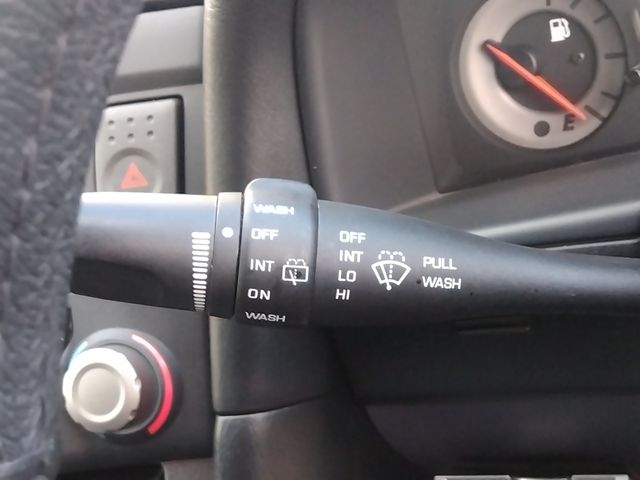 E
WASH
OFF
INT
ON
WASH
OFF
INT
LO
HI
PULL
WASH